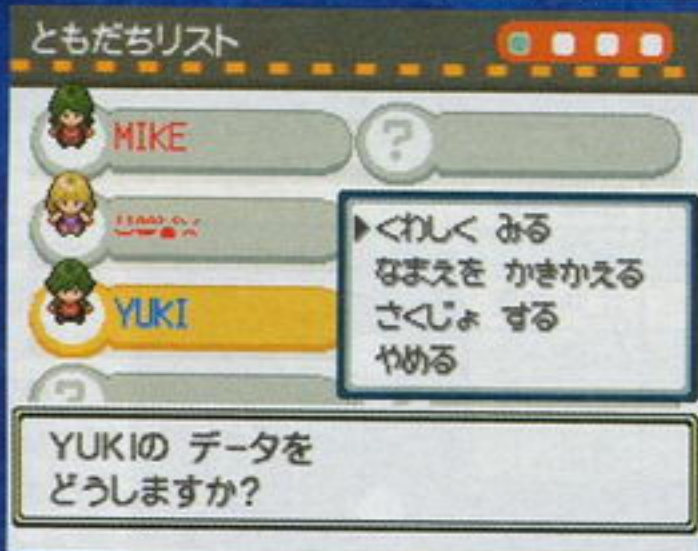 ともだちリスト
MIKE
?
YUKI
▶くわしく みる
なまえを かきかえる
さくじょ する
やめる
?
YUKIの データを
どうしますか?